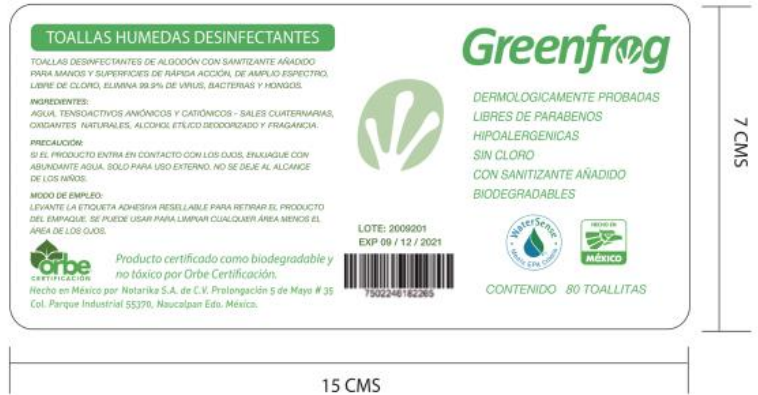 TOALLAS HUMEDAS DESINFECTANTES
TOALLAS DESINFECTANTES DE ALGODÓN CON SANITIZANTE AÑADIDO
PARA MANOS Y SUPERFICIES DE RÁPIDA ACCIÓN, DE AMPLIO ESPECTRO,
LIBRE DE CLORO, ELIMINA 99.9% DE VIRUS, BACTERIAS Y HONGOS.
INGREDIENTES:
AGUA, TENSOACTIVOS ANIÓNICOS Y CATIÓNICOS - SALES CUATERNARIAS,
OXIDANTES NATURALES, ALCOHOL ETÍLICO DEODORIZADO Y FRAGANCIA.
PRECAUCIÓN:
SI EL PRODUCTO ENTRA EN CONTACTO CON LOS OJOS, ENJUAGUE CON
ABUNDANTE AGUA. SOLO PARA USO EXTERNO. NO SE DEJE AL ALCANCE
DE LOS NIÑOS.
MODO DE EMPLEO:
LEVANTE LA ETIQUETA ADHESIVA RESELLABLE PARA RETIRAR EL PRODUCTO
DEL EMPAQUE. SE PUEDE USAR PARA LIMPIAR CUALQUIER ÁREA MENOS EL
AREA DE LOS OJOS.
orbe
CERTIFICACIÓN
Producto certificado como biodegradable y
no tóxico por Orbe Certificación.
Hecho en México por Notarika S.A. de C.V. Prolongación 5 de Mayo # 35
Col. Parque Industrial 55370, Naucalpan Edo. México.
LOTE: 2009201
EXP 09 / 12 / 2021
7502246182265
Greenfrog
DERMOLOGICAMENTE PROBADAS
LIBRES DE PARABENOS
HIPOALERGENICAS
SIN CLORO
CON SANITIZANTE AÑADIDO
BIODEGRADABLES
WaterSense
Meets EPA Criteria
HECHO EN
MÉXICO
CONTENIDO 80 TOALLITAS
7 CMS
15 CMS